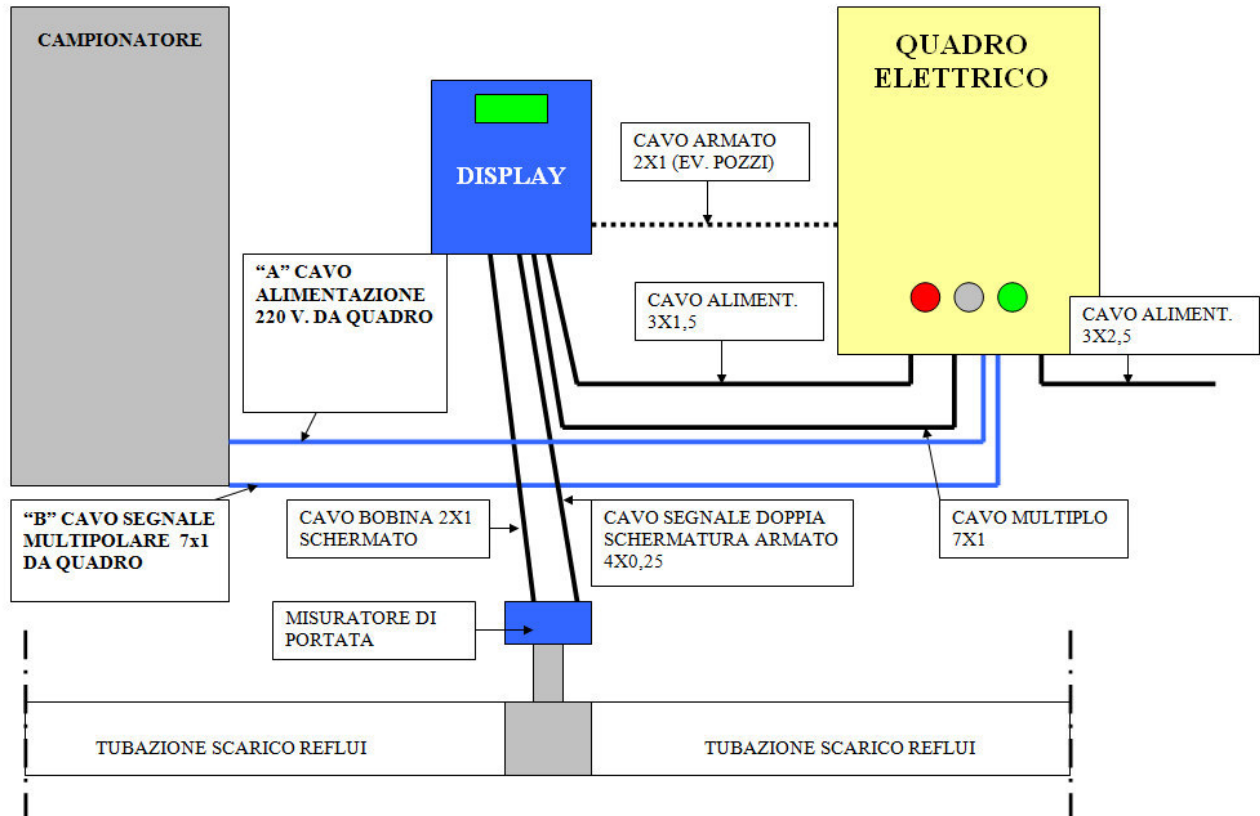 CAMPIONATORE
QUADRO
ELETTRICO
DISPLAY
CAVO ARMATO
2X1 (EV. POZZI)
“A” CAVO
ALIMENTAZIONE
220 V. DA QUADRO
CAVO ALIMENT.
3X1,5
CAVO ALIMENT.
3X2,5
“B” CAVO SEGNALE
MULTIPOLARE 7x1
DA QUADRO
CAVO BOBINA 2X1
SCHERMATO
CAVO SEGNALE DOPPIA
SCHERMATURA ARMATO
4X0,25
CAVO MULTIPLO
7X1
MISURATORE DI
PORTATA
TUBAZIONE SCARICO REFLUI
TUBAZIONE SCARICO REFLUI